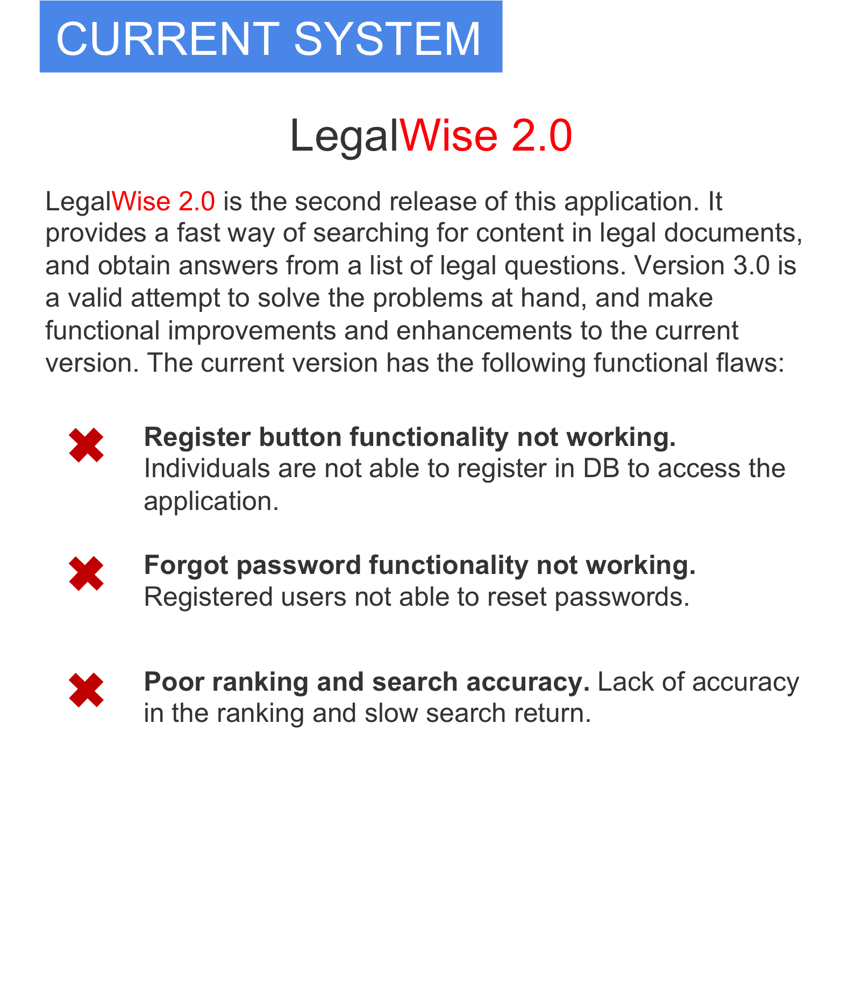 CURRENT SYSTEM
LegalWise 2.0
LegalWise 2.0 is the second release of this application. It
provides a fast way of searching for content in legal documents,
and obtain answers from a list of legal questions. Version 3.0 is
a valid attempt to solve the problems at hand, and make
functional improvements and enhancements to the current
version. The current version has the following functional flaws:
Register button functionality not working.
Individuals are not able to register in DB to access the
application.
Forgot password functionality not working.
Registered users not able to reset passwords.
Poor ranking and search accuracy. Lack of accuracy
in the ranking and slow search return.